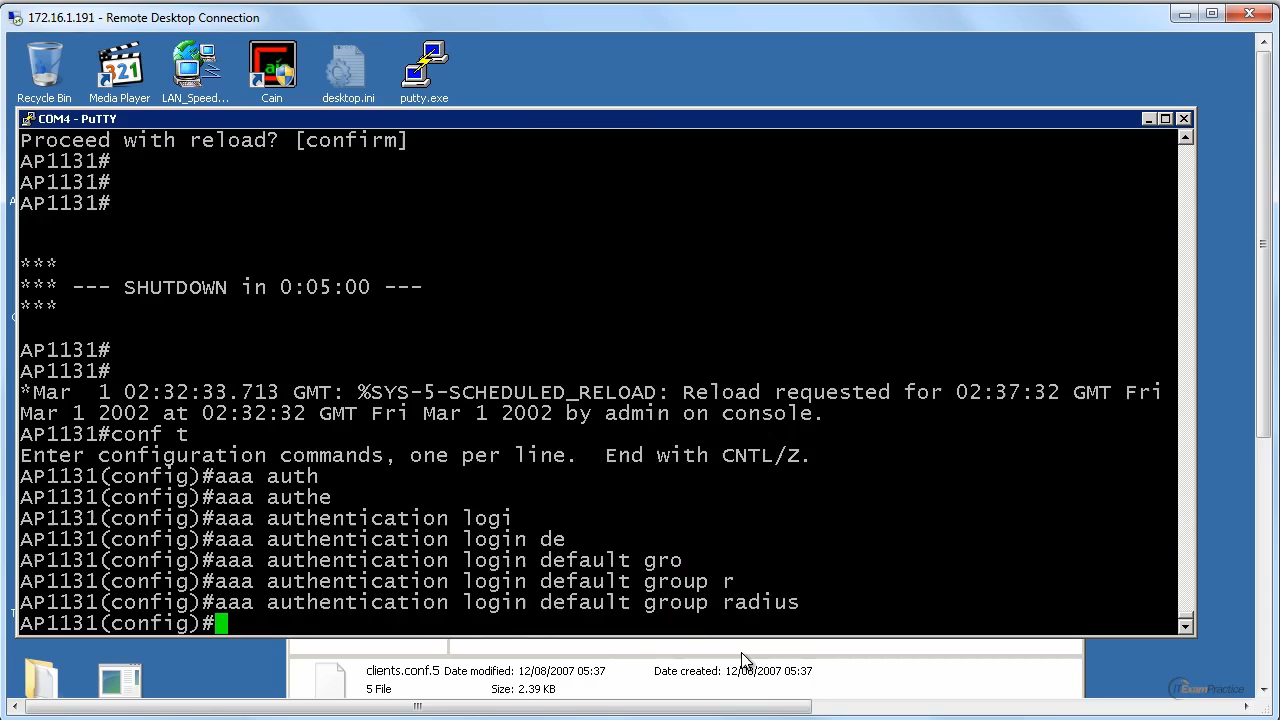 172.16.1.191 - Remote Desktop Connection
Recycle Bin
Media Player
LAN_Speed...
Cain
desktop.ini
putty.exe
COM4 - PuTTY
Proceed with reload? [confirm]
AP1131#
AP1131#
AP1131#
***
*** --- SHUTDOWN in 0:05:00 ---
***
AP1131#
AP1131#
*Mar  1 02:32:33.713 GMT: %SYS-5-SCHEDULED_RELOAD: Reload requested for 02:37:32 GMT Fri
Mar 1 2002 at 02:32:32 GMT Fri Mar 1 2002 by admin on console.
AP1131#conf t
Enter configuration commands, one per line.  End with CNTL/Z.
AP1131(config)#aaa auth
AP1131(config)#aaa authe
AP1131(config)#aaa authentication logi
AP1131(config)#aaa authentication login de
AP1131(config)#aaa authentication login default gro
AP1131(config)#aaa authentication login default group r
AP1131(config)#aaa authentication login default group radius
AP1131(config)#
clients.conf.5 Date modified: 12/08/2007 05:37 Date created: 12/08/2007 05:37
5 File Size: 2.39 KB
ITExamPractice